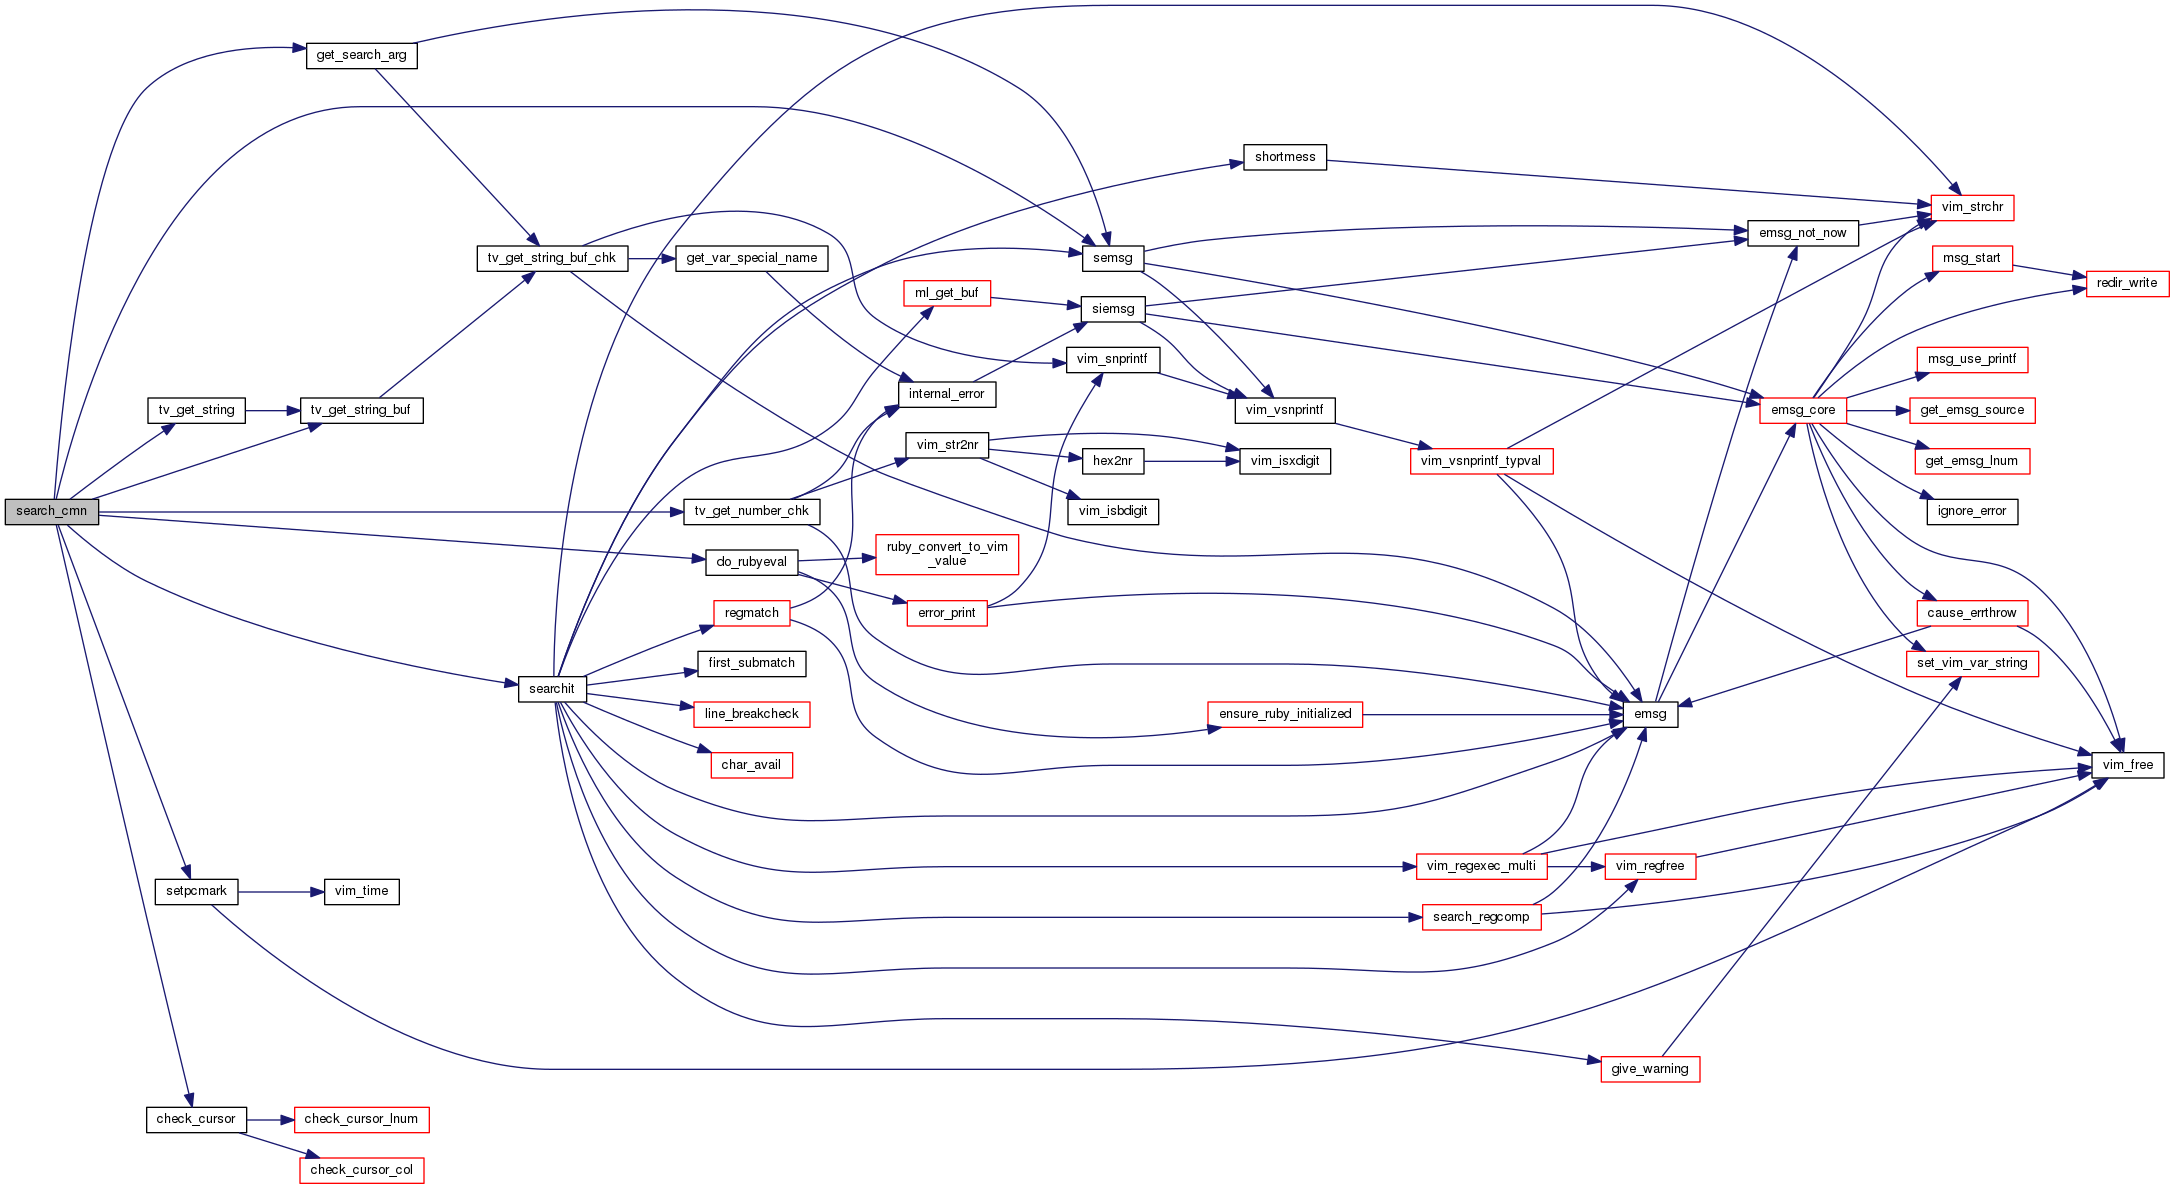 get_search_arg
shortmess
vim_strchr
emsg_not_now
tv_get_string_buf_chk
get_var_special_name
semsg
msg_start
redir_write
ml_get_buf
siemsg
vim_snprintf
msg_use_printf
internal_error
tv_get_string
tv_get_string_buf
vim_vsnprintf
emsg_core
get_emsg_source
vim_str2nr
hex2nr
vim_isxdigit
vim_vsnprintf_typval
get_emsg_lnum
search_cmn
tv_get_number_chk
vim_isbdigit
ignore_error
do_rubyeval
ruby_convert_to_vim
_value
regmatch
error_print
cause_errthrow
first_submatch
set_vim_var_string
searchit
line_breakcheck
ensure_ruby_initialized
emsg
char_avail
vim_free
vim_regexec_multi
vim_regfree
setpcmark
vim_time
search_regcomp
give_warning
check_cursor
check_cursor_lnum
check_cursor_col